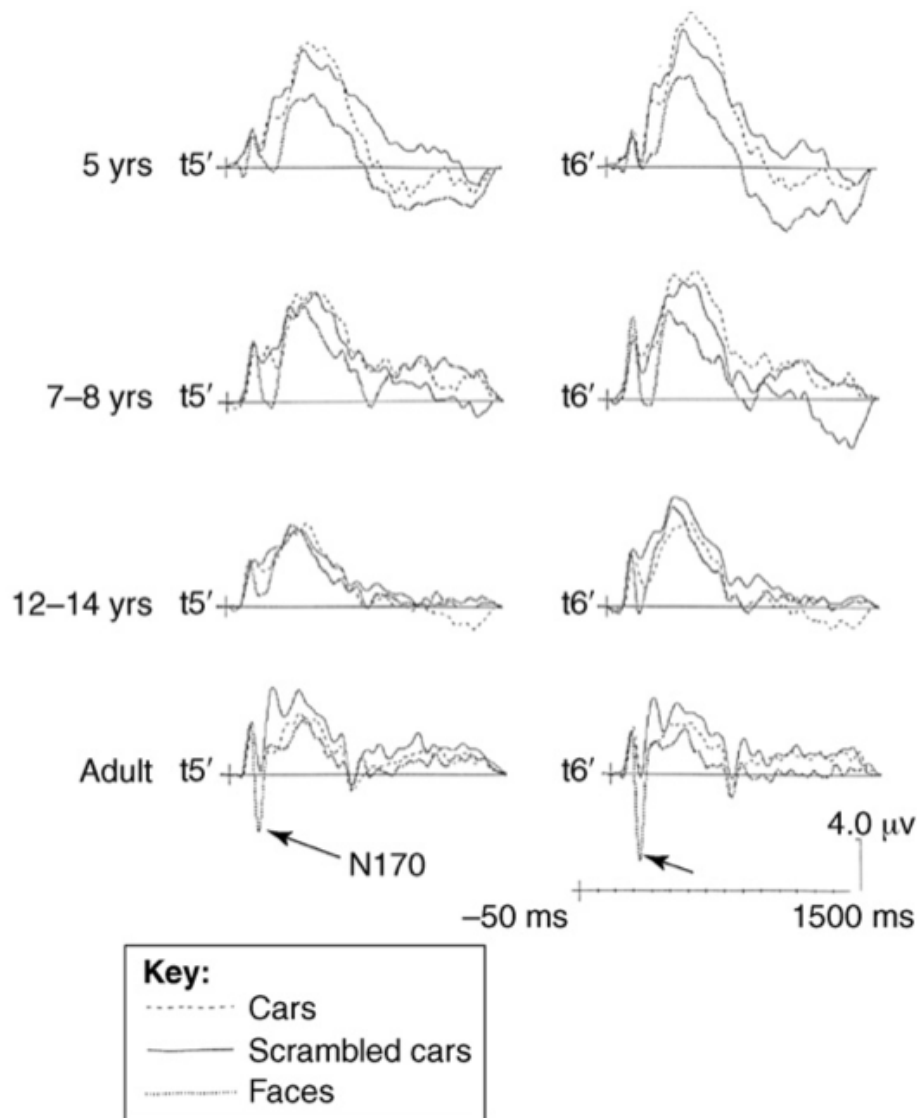 5 yrs t5′ t6′
7–8 yrs t5′ t6′
12–14 yrs t5′ t6′
Adult t5′ t6′
4.0 μv
N170
–50 ms 1500 ms
Key:
Cars
Scrambled cars
Faces